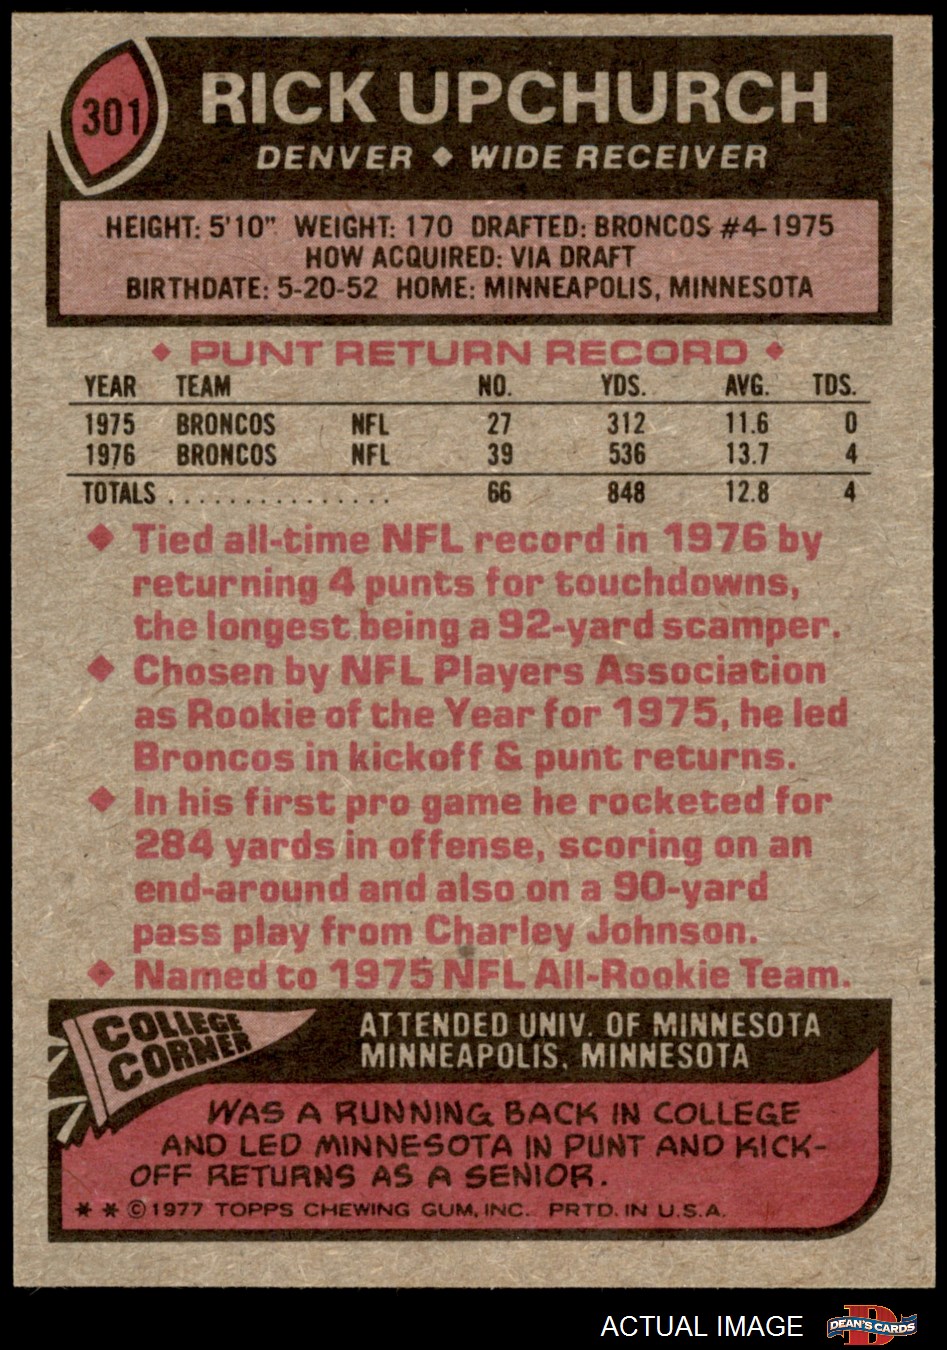 301
RICK UPCHURCH
DENVER ◆ WIDE RECEIVER
HEIGHT: 5'10" WEIGHT: 170 DRAFTED: BRONCOS #4-1975
HOW ACQUIRED: VIA DRAFT
BIRTHDATE: 5-20-52 HOME: MINNEAPOLIS, MINNESOTA
◆ PUNT RETURN RECORD ◆
YEAR TEAM NO. YDS. AVG. TDS.
1975 BRONCOS NFL 27 312 11.6 0
1976 BRONCOS NFL 39 536 13.7 4
TOTALS . . . . . . . . . . . . . . . 66 848 12.8 4
◆ Tied all-time NFL record in 1976 by
returning 4 punts for touchdowns,
the longest being a 92-yard scamper.
◆ Chosen by NFL Players Association
as Rookie of the Year for 1975, he led
Broncos in kickoff & punt returns.
◆ In his first pro game he rocketed for
284 yards in offense, scoring on an
end-around and also on a 90-yard
pass play from Charley Johnson.
◆ Named to 1975 NFL All-Rookie Team.
COLLEGE
CORNER
ATTENDED UNIV. OF MINNESOTA
MINNEAPOLIS, MINNESOTA
WAS A RUNNING BACK IN COLLEGE
AND LED MINNESOTA IN PUNT AND KICK-
OFF RETURNS AS A SENIOR.
* * © 1977 TOPPS CHEWING GUM, INC. PRTD. IN U.S.A.
ACTUAL IMAGE
D
DEAN'S CARDS